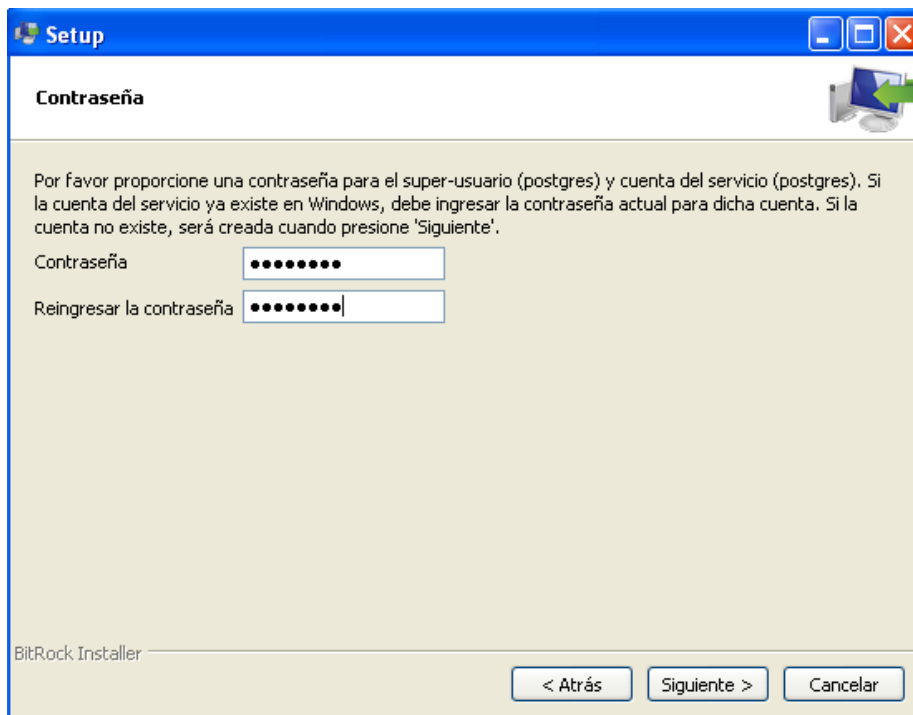 Setup
Contraseña
Por favor proporcione una contraseña para el super-usuario (postgres) y cuenta del servicio (postgres). Si
la cuenta del servicio ya existe en Windows, debe ingresar la contraseña actual para dicha cuenta. Si la
cuenta no existe, será creada cuando presione 'Siguiente'.
Contraseña ●●●●●●●●
Reingresar la contraseña ●●●●●●●●
BitRock Installer
< Atrás Siguiente > Cancelar